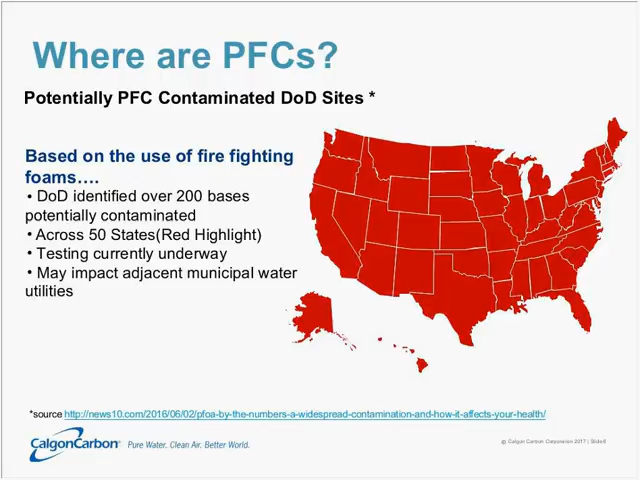 Where are PFCs?
Potentially PFC Contaminated DoD Sites *
Based on the use of fire fighting
foams….
• DoD identified over 200 bases
potentially contaminated
• Across 50 States(Red Highlight)
• Testing currently underway
• May impact adjacent municipal water
utilities
*source http://news10.com/2016/06/02/pfoa-by-the-numbers-a-widespread-contamination-and-how-it-affects-your-health/
CalgonCarbon® Pure Water. Clean Air. Better World.
@ Calgon Carbon Corporation 2017 | Slide8